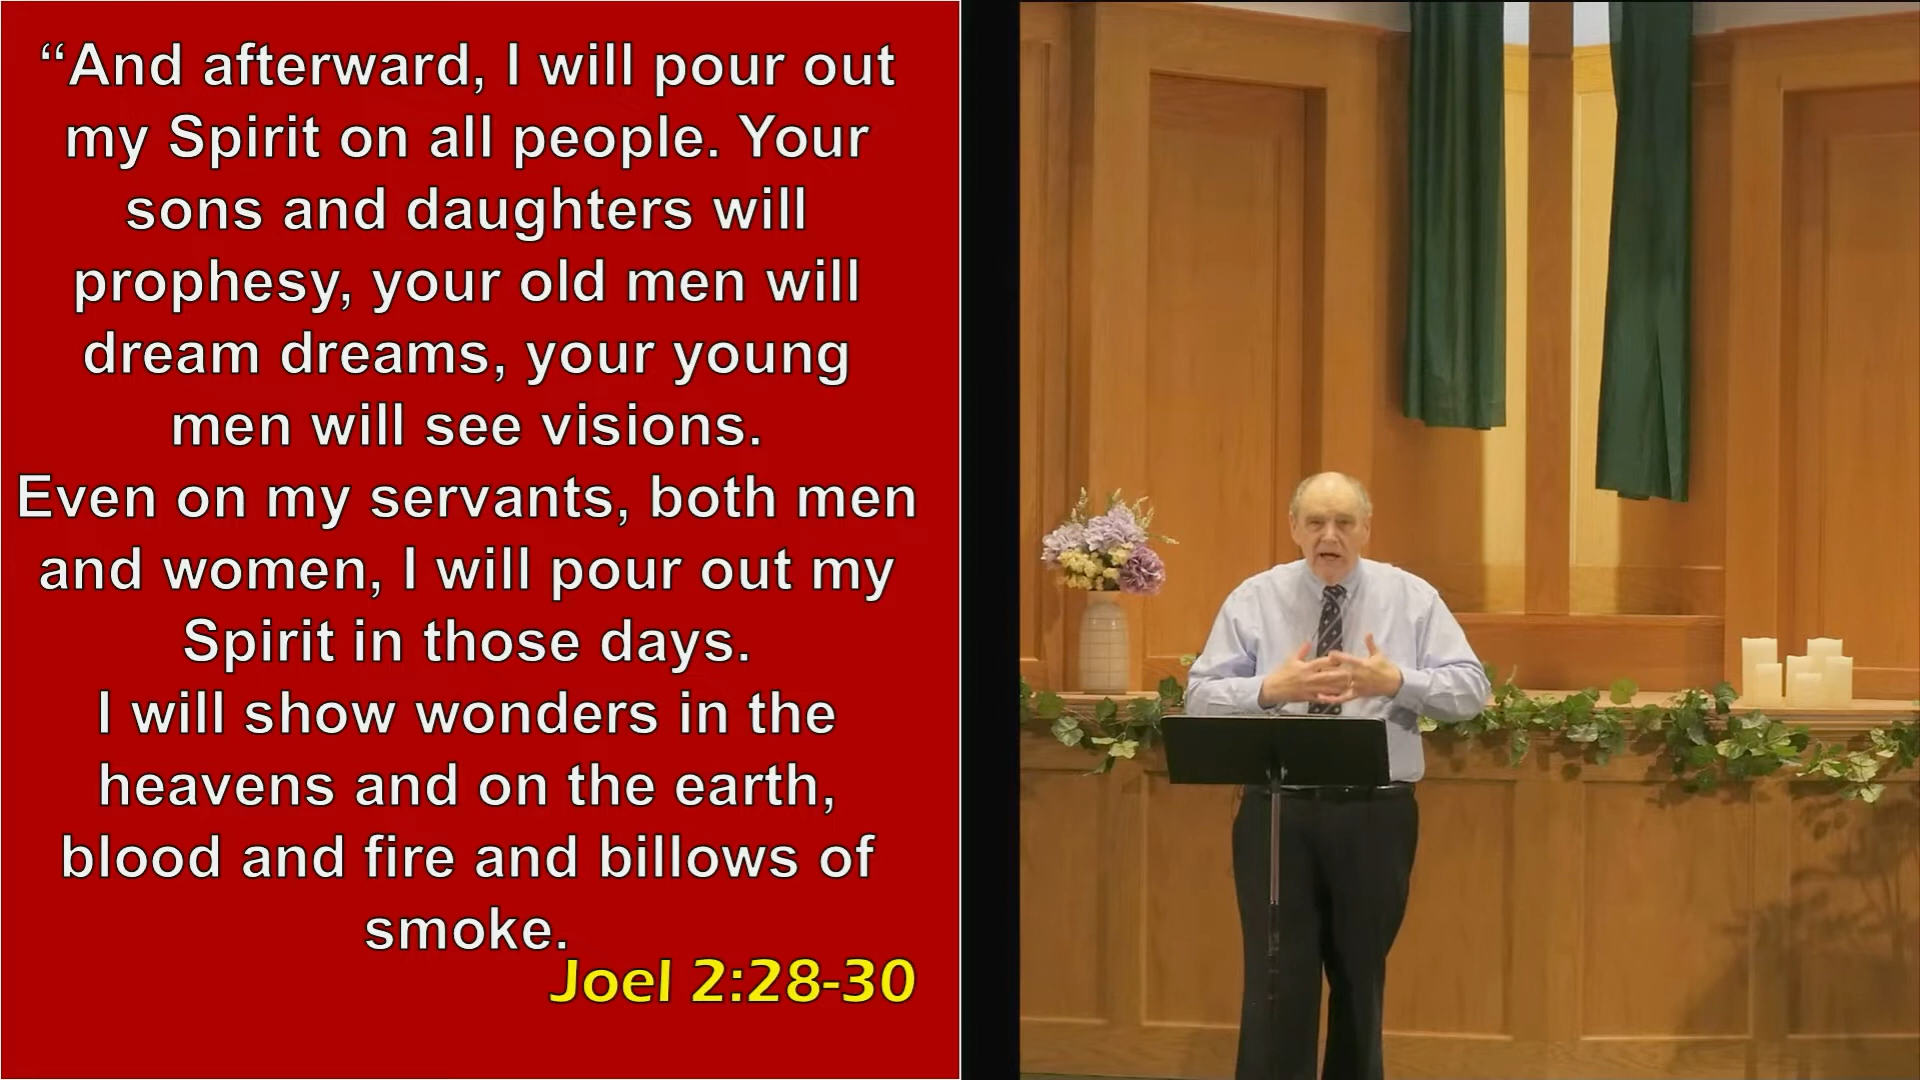 “And afterward, I will pour out
my Spirit on all people. Your
sons and daughters will
prophesy, your old men will
dream dreams, your young
men will see visions.
Even on my servants, both men
and women, I will pour out my
Spirit in those days.
I will show wonders in the
heavens and on the earth,
blood and fire and billows of
smoke.
Joel 2:28-30